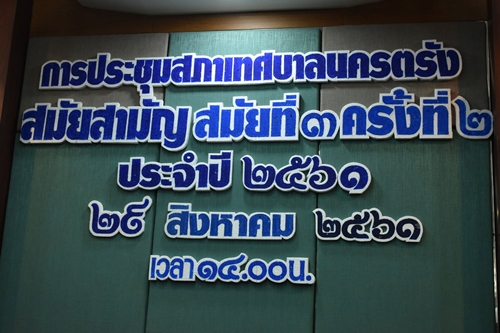 การประชุมสภาเทศบาลนครตรัง
สมัยสามัญ สมัยที่ ๓ ครั้งที่ ๒
ประจำปี ๒๕๖๑
๒๙ สิงหาคม ๒๕๖๑
เวลา ๑๔.๐๐ น.